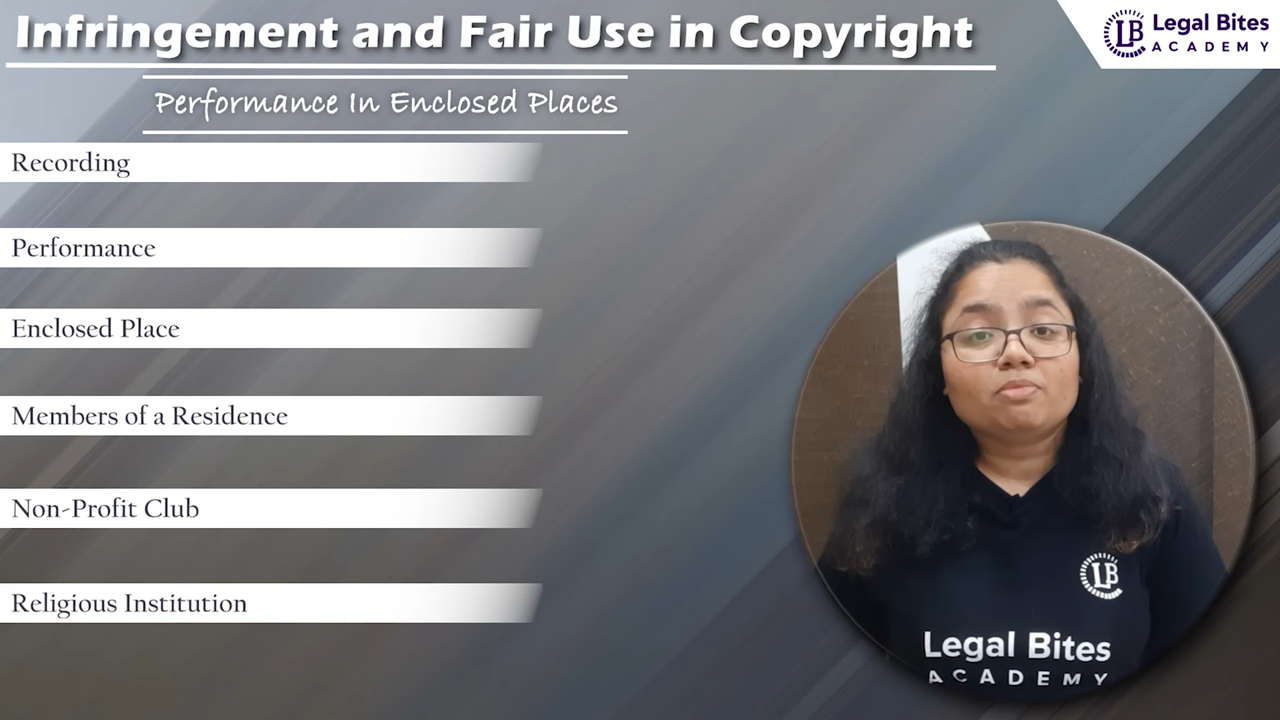 Infringement and Fair Use in Copyright
LB
Legal Bites
ACADEMY
Performance In Enclosed Places
Recording
Performance
Enclosed Place
Members of a Residence
Non-Profit Club
Religious Institution
LB
Legal Bites
ACADEMY